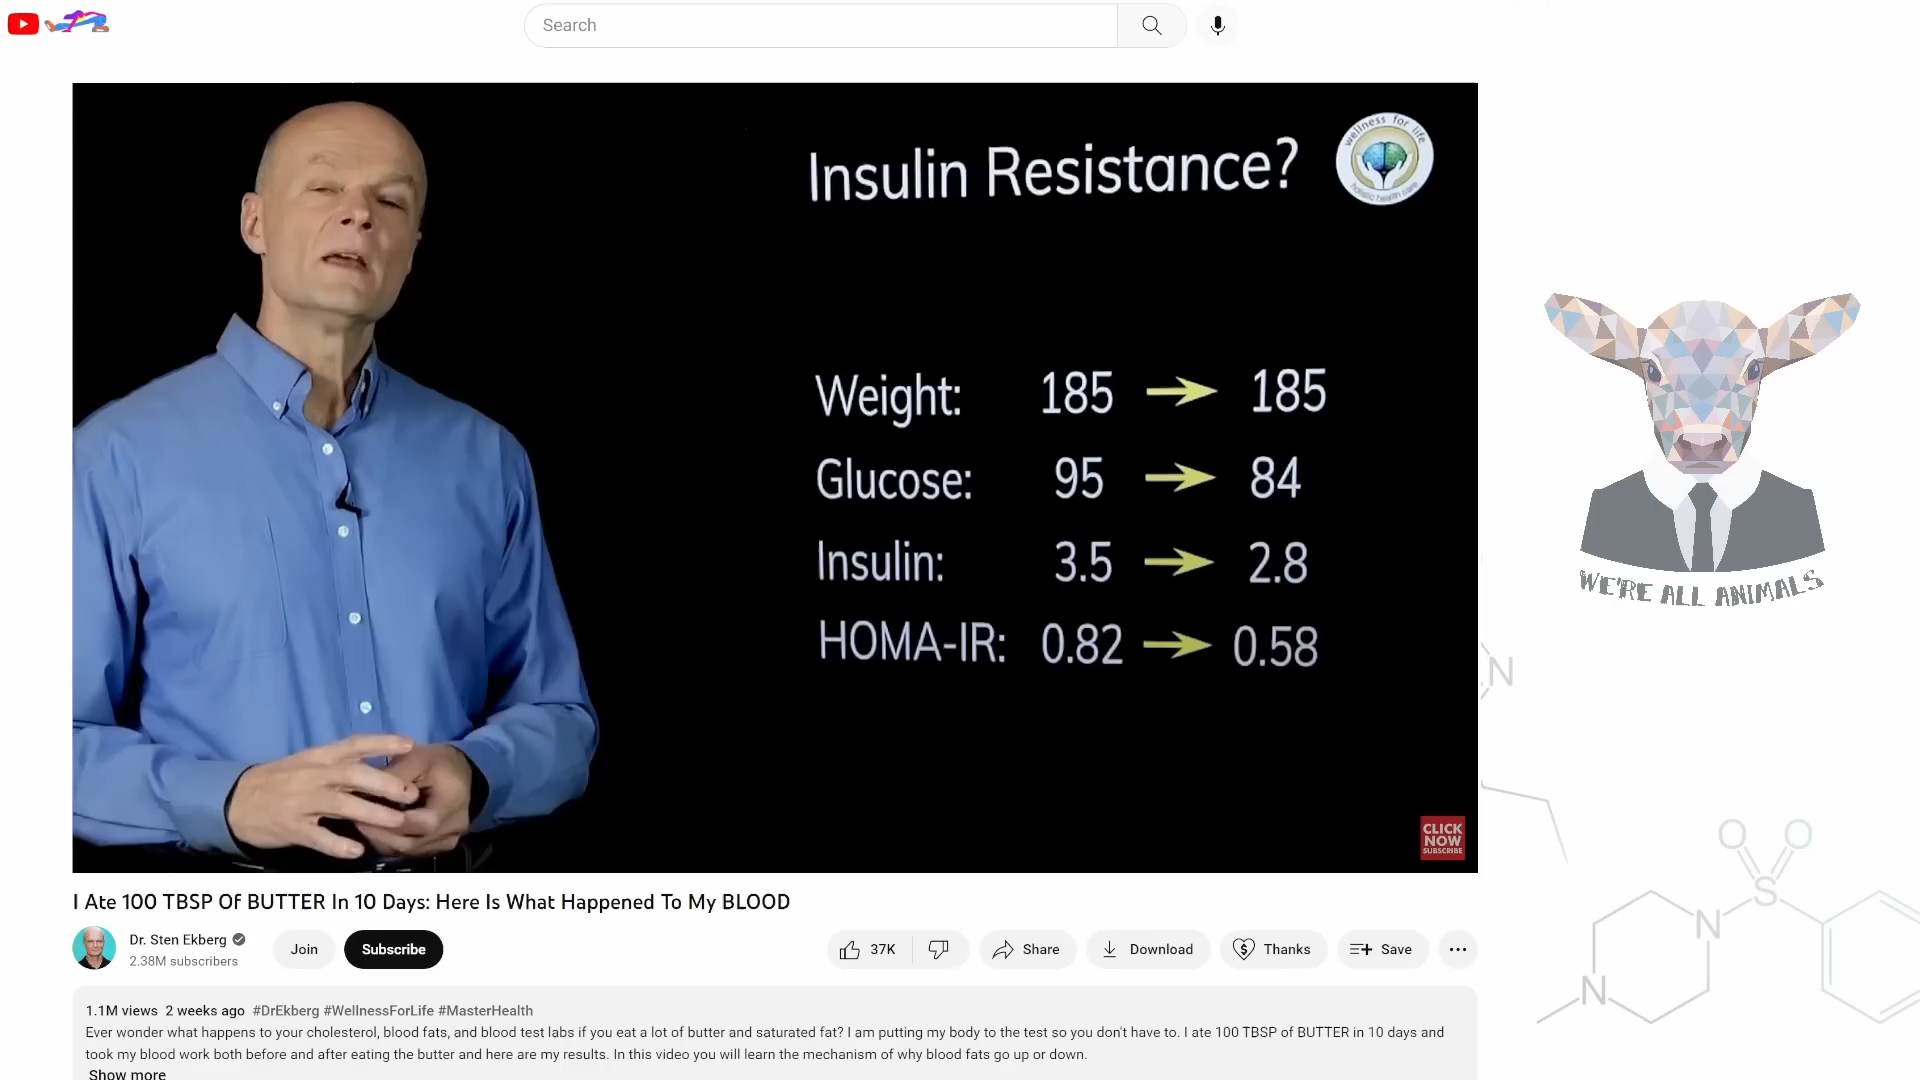 Search
Insulin Resistance?
wellness for life
holistic health care
Weight: 185 185
Glucose: 95 84
Insulin: 3.5 2.8
HOMA-IR: 0.82 0.58
CLICK
NOW
SUBSCRIBE
WE'RE ALL ANIMALS
I Ate 100 TBSP Of BUTTER In 10 Days: Here Is What Happened To My BLOOD
Dr. Sten Ekberg
2.38M subscribers
Join
Subscribe
37K
Share
Download
Thanks
Save
1.1M views 2 weeks ago #DrEkberg #WellnessForLife #MasterHealth
Ever wonder what happens to your cholesterol, blood fats, and blood test labs if you eat a lot of butter and saturated fat? I am putting my body to the test so you don't have to. I ate 100 TBSP of BUTTER in 10 days and
took my blood work both before and after eating the butter and here are my results. In this video you will learn the mechanism of why blood fats go up or down.
Show more
N
O O
S
N
N